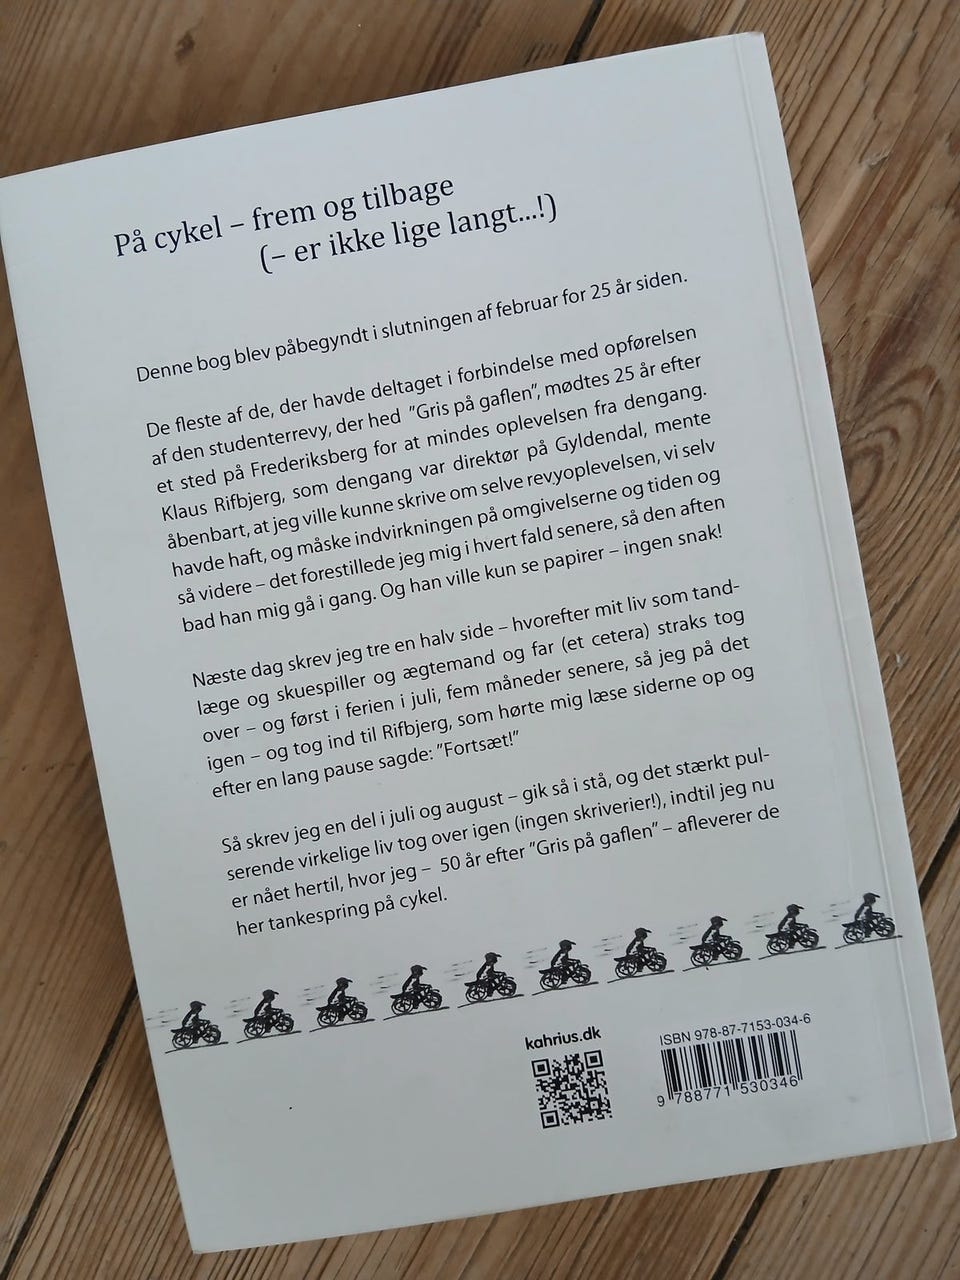 På cykel – frem og tilbage
(– er ikke lige langt...!)
Denne bog blev påbegyndt i slutningen af februar for 25 år siden.
De fleste af de, der havde deltaget i forbindelse med opførelsen
af den studenterrevy, der hed ”Gris på gaflen”, mødtes 25 år efter
et sted på Frederiksberg for at mindes oplevelsen fra dengang.
Klaus Rifbjerg, som dengang var direktør på Gyldendal, mente
åbenbart, at jeg ville kunne skrive om selve revyoplevelsen, vi selv
havde haft, og måske indvirkningen på omgivelserne og tiden og
så videre – det forestillede jeg mig i hvert fald senere, så den aften
bad han mig gå i gang. Og han ville kun se papirer – ingen snak!
Næste dag skrev jeg tre en halv side – hvorefter mit liv som tand-
læge og skuespiller og ægtemand og far (et cetera) straks tog
over – og først i ferien i juli, fem måneder senere, så jeg på det
igen – og tog ind til Rifbjerg, som hørte mig læse siderne op og
efter en lang pause sagde: ”Fortsæt!”
Så skrev jeg en del i juli og august – gik så i stå, og det stærkt pul-
serende virkelige liv tog over igen (ingen skriverier!), indtil jeg nu
er nået hertil, hvor jeg – 50 år efter ”Gris på gaflen” – afleverer de
her tankespring på cykel.
kahrius.dk
ISBN 978-87-7153-034-6
9 788771 530346